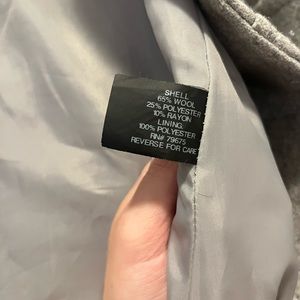 SHELL
65% WOOL
25% POLYESTER
10% RAYON
LINING
100% POLYESTER
RN# 79675
REVERSE FOR CARE